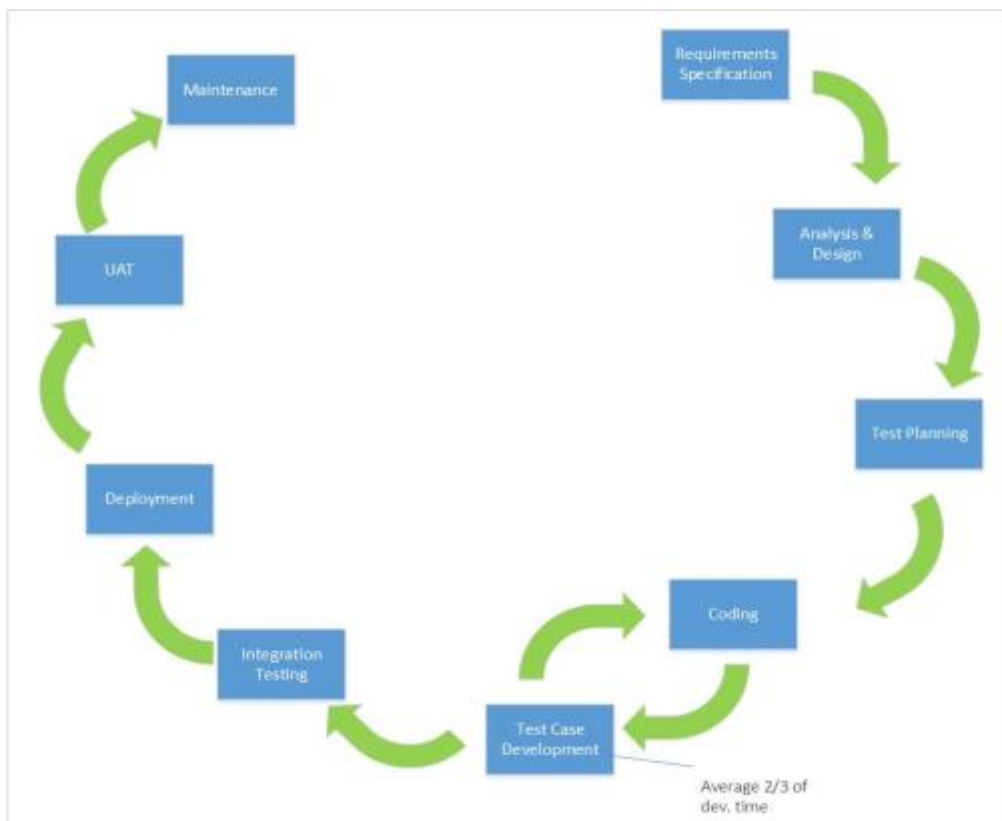 Requirements
Specification
Analysis &
Design
Test Planning
Coding
Test Case
Development
Average 2/3 of
dev. time
Integration
Testing
Deployment
UAT
Maintenance